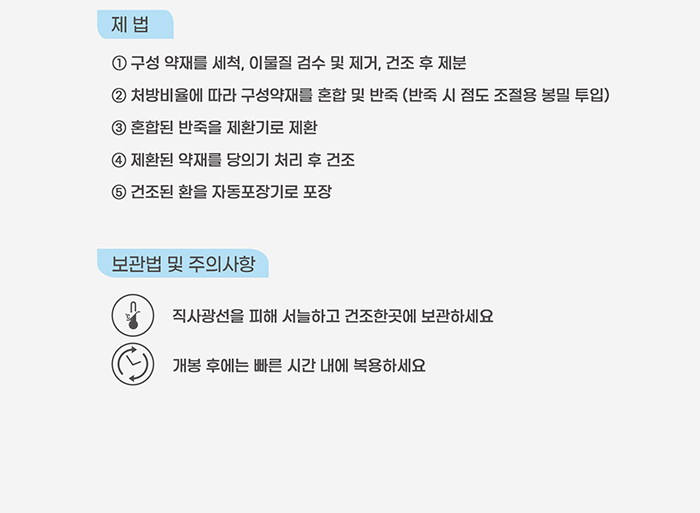 제 법
① 구성 약재를 세척, 이물질 검수 및 제거, 건조 후 제분
② 처방비율에 따라 구성약재를 혼합 및 반죽 (반죽 시 점도 조절용 봉밀 투입)
③ 혼합된 반죽을 제환기로 제환
④ 제환된 약재를 당의기 처리 후 건조
⑤ 건조된 환을 자동포장기로 포장
보관법 및 주의사항
직사광선을 피해 서늘하고 건조한곳에 보관하세요
개봉 후에는 빠른 시간 내에 복용하세요